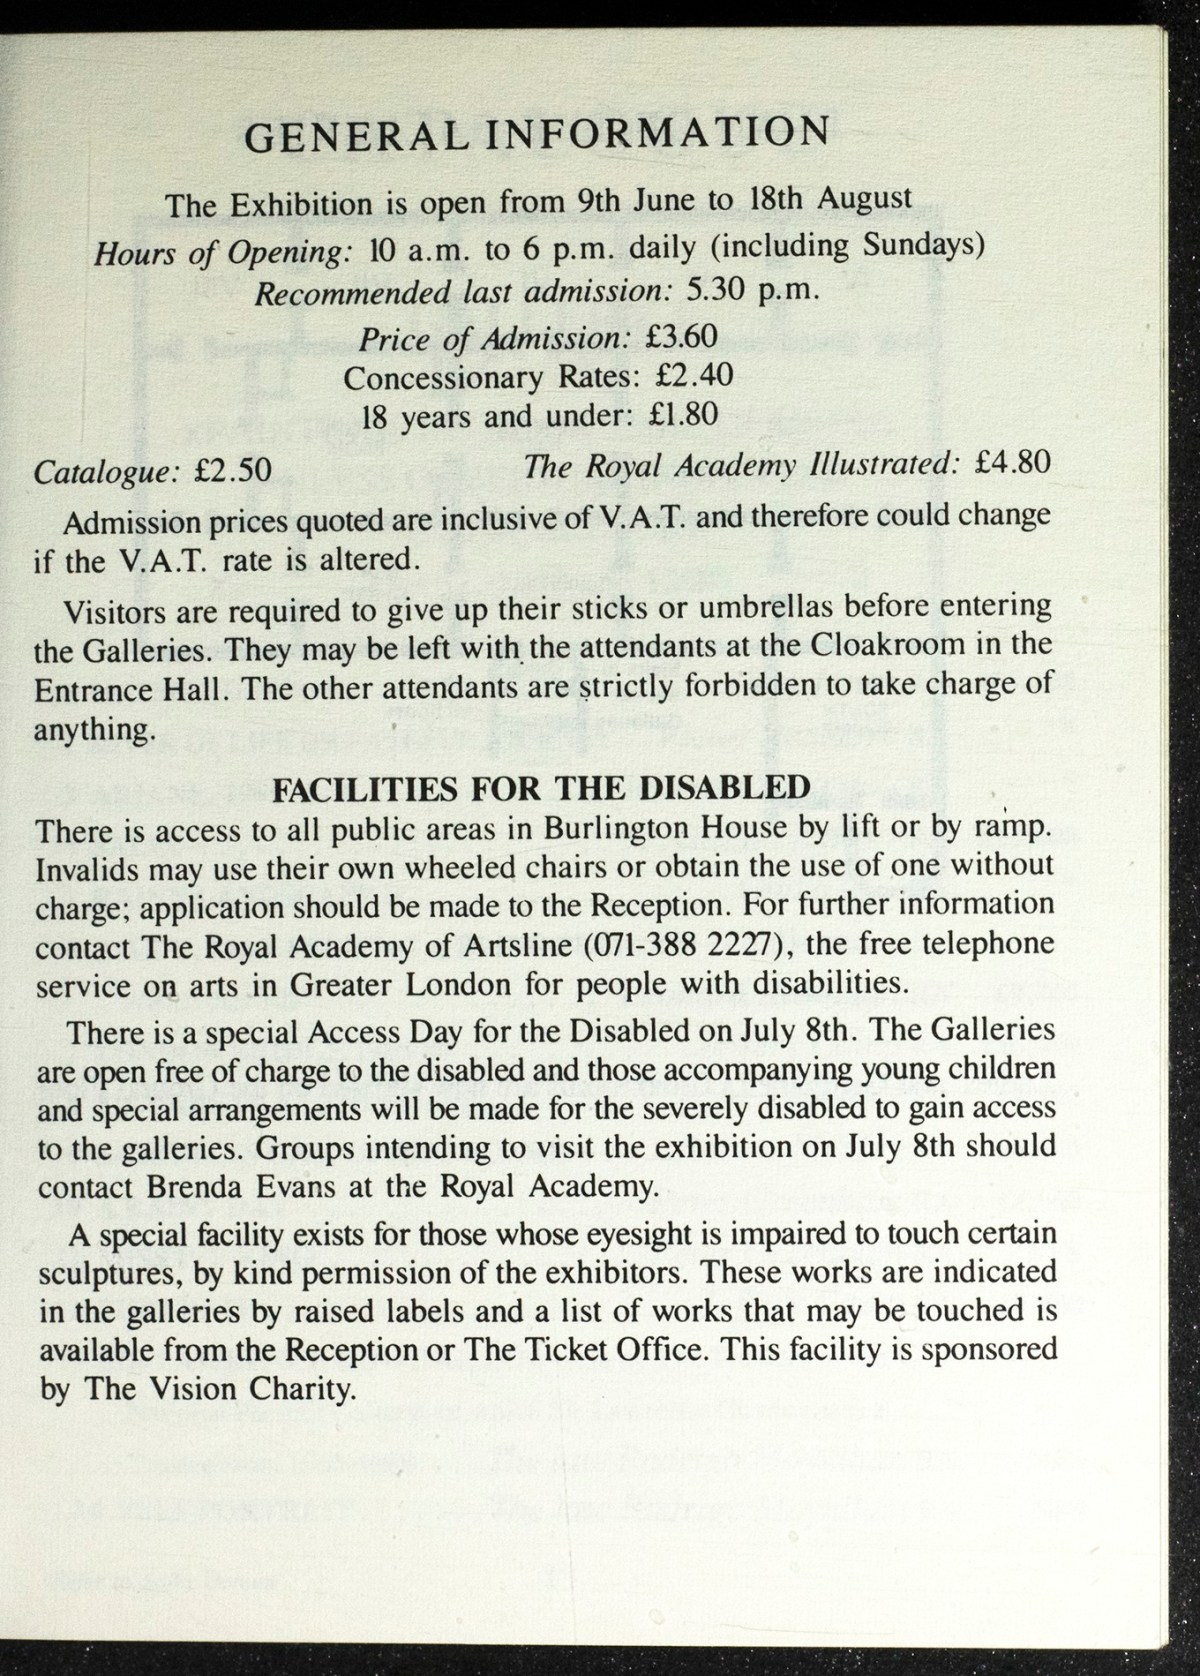 GENERAL INFORMATION
The Exhibition is open from 9th June to 18th August
Hours of Opening: 10 a.m. to 6 p.m. daily (including Sundays)
Recommended last admission: 5.30 p.m.
Price of Admission: £3.60
Concessionary Rates: £2.40
18 years and under: £1.80
Catalogue: £2.50 The Royal Academy Illustrated: £4.80
Admission prices quoted are inclusive of V.A.T. and therefore could change
if the V.A.T. rate is altered.
Visitors are required to give up their sticks or umbrellas before entering
the Galleries. They may be left with the attendants at the Cloakroom in the
Entrance Hall. The other attendants are strictly forbidden to take charge of
anything.
FACILITIES FOR THE DISABLED
There is access to all public areas in Burlington House by lift or by ramp.
Invalids may use their own wheeled chairs or obtain the use of one without
charge; application should be made to the Reception. For further information
contact The Royal Academy of Artsline (071-388 2227), the free telephone
service on arts in Greater London for people with disabilities.
There is a special Access Day for the Disabled on July 8th. The Galleries
are open free of charge to the disabled and those accompanying young children
and special arrangements will be made for the severely disabled to gain access
to the galleries. Groups intending to visit the exhibition on July 8th should
contact Brenda Evans at the Royal Academy.
A special facility exists for those whose eyesight is impaired to touch certain
sculptures, by kind permission of the exhibitors. These works are indicated
in the galleries by raised labels and a list of works that may be touched is
available from the Reception or The Ticket Office. This facility is sponsored
by The Vision Charity.